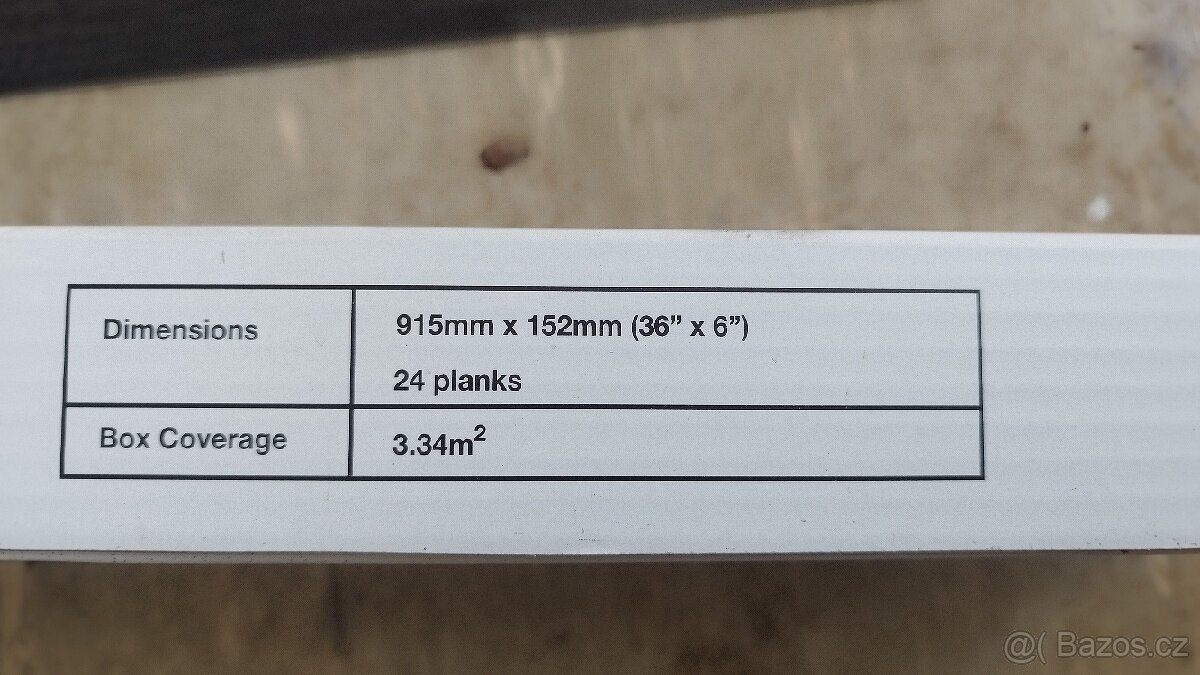 Dimensions
915mm x 152mm (36” x 6”)
24 planks
Box Coverage
3.34m²
@( Bazos.cz